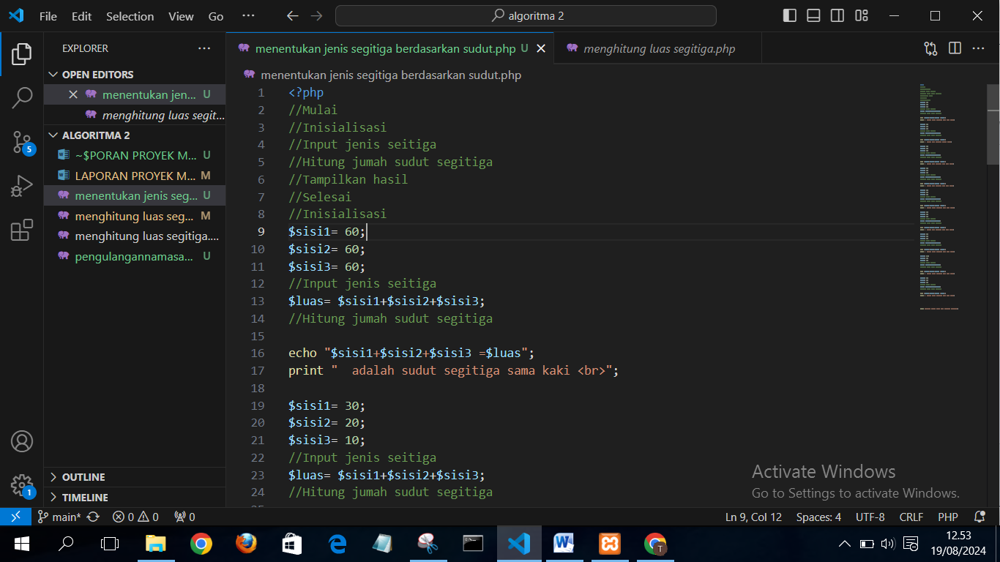 File Edit Selection View Go ··· algoritma 2
EXPLORER ···
OPEN EDITORS
menentukan jen... U
menghitung luas segit...
ALGORITMA 2
~$PORAN PROYEK M... U
LAPORAN PROYEK M... M
menentukan jenis seg... U
menghitung luas seg... M
menghitung luas segitiga....
pengulangannamasa... U
OUTLINE
TIMELINE
5
1
menentukan jenis segitiga berdasarkan sudut.php U
menghitung luas segitiga.php
menentukan jenis segitiga berdasarkan sudut.php
1 <?php
2 //Mulai
3 //Inisialisasi
4 //Input jenis seitiga
5 //Hitung jumah sudut segitiga
6 //Tampilkan hasil
7 //Selesai
8 //Inisialisasi
9 $sisi1= 60;
10 $sisi2= 60;
11 $sisi3= 60;
12 //Input jenis seitiga
13 $luas= $sisi1+$sisi2+$sisi3;
14 //Hitung jumah sudut segitiga
15
16 echo "$sisi1+$sisi2+$sisi3 =$luas";
17 print "  adalah sudut segitiga sama kaki <br>";
18
19 $sisi1= 30;
20 $sisi2= 20;
21 $sisi3= 10;
22 //Input jenis seitiga
23 $luas= $sisi1+$sisi2+$sisi3;
24 //Hitung jumah sudut segitiga
Activate Windows
Go to Settings to activate Windows.
main* 0 0 0 Ln 9, Col 12 Spaces: 4 UTF-8 CRLF PHP
12.53
19/08/2024